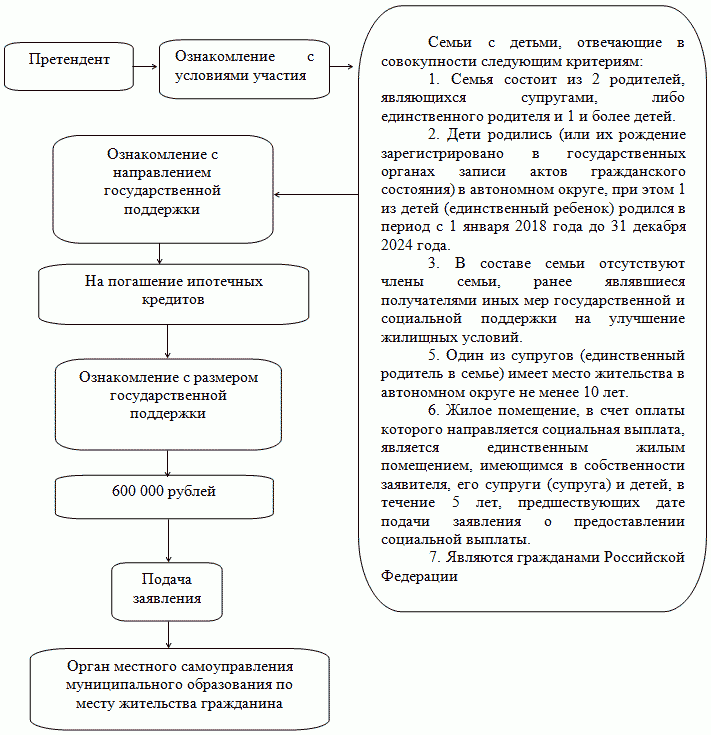 Претендент
Ознакомление с
условиями участия
Семьи с детьми, отвечающие в
совокупности следующим критериям:
1. Семья состоит из 2 родителей,
являющихся супругами, либо
единственного родителя и 1 и более детей.
2. Дети родились (или их рождение
зарегистрировано в государственных
органах записи актов гражданского
состояния) в автономном округе, при этом 1
из детей (единственный ребенок) родился в
период с 1 января 2018 года до 31 декабря
2024 года.
3. В составе семьи отсутствуют
члены семьи, ранее являвшиеся
получателями иных мер государственной и
социальной поддержки на улучшение
жилищных условий.
5. Один из супругов (единственный
родитель в семье) имеет место жительства в
автономном округе не менее 10 лет.
6. Жилое помещение, в счет оплаты
которого направляется социальная выплата,
является единственным жилым
помещением, имеющимся в собственности
заявителя, его супруги (супруга) и детей, в
течение 5 лет, предшествующих дате
подачи заявления о предоставлении
социальной выплаты.
7. Являются гражданами Российской
Федерации
Ознакомление с
направлением
государственной
поддержки
На погашение ипотечных
кредитов
Ознакомление с размером
государственной
поддержки
600 000 рублей
Подача
заявления
Орган местного самоуправления
муниципального образования по
месту жительства гражданина